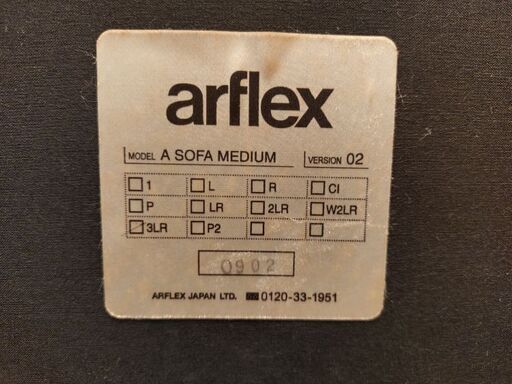 arflex
MODEL A SOFA MEDIUM VERSION 02
1 L R CI
P LR 2LR W2LR
3LR P2
0902
ARFLEX JAPAN LTD. 0120-33-1951